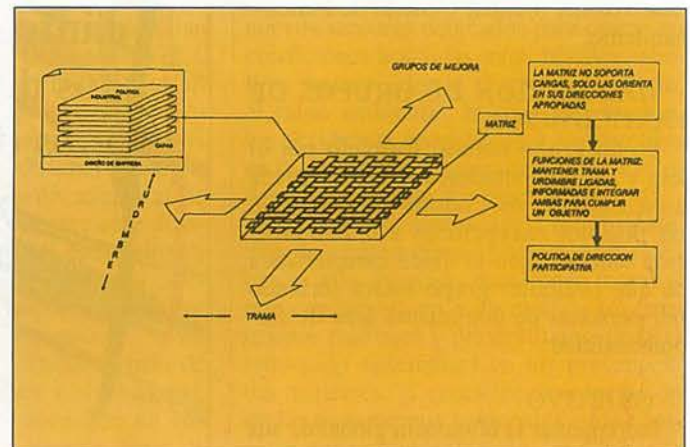 POLITICA
INDUSTRIAL
CAPAS
DISEÑO DE EMPRESA
URDIMBRE
GRUPOS DE MEJORA
MATRIZ
TRAMA
LA MATRIZ NO SOPORTA
CARGAS, SOLO LAS ORIENTA
EN SUS DIRECCIONES
APROPIADAS
FUNCIONES DE LA MATRIZ:
MANTENER TRAMA Y
URDIMBRE LIGADAS,
INFORMADAS E INTEGRAR
AMBAS PARA CUMPLIR
UN OBJETIVO
POLITICA DE DIRECCION
PARTICIPATIVA